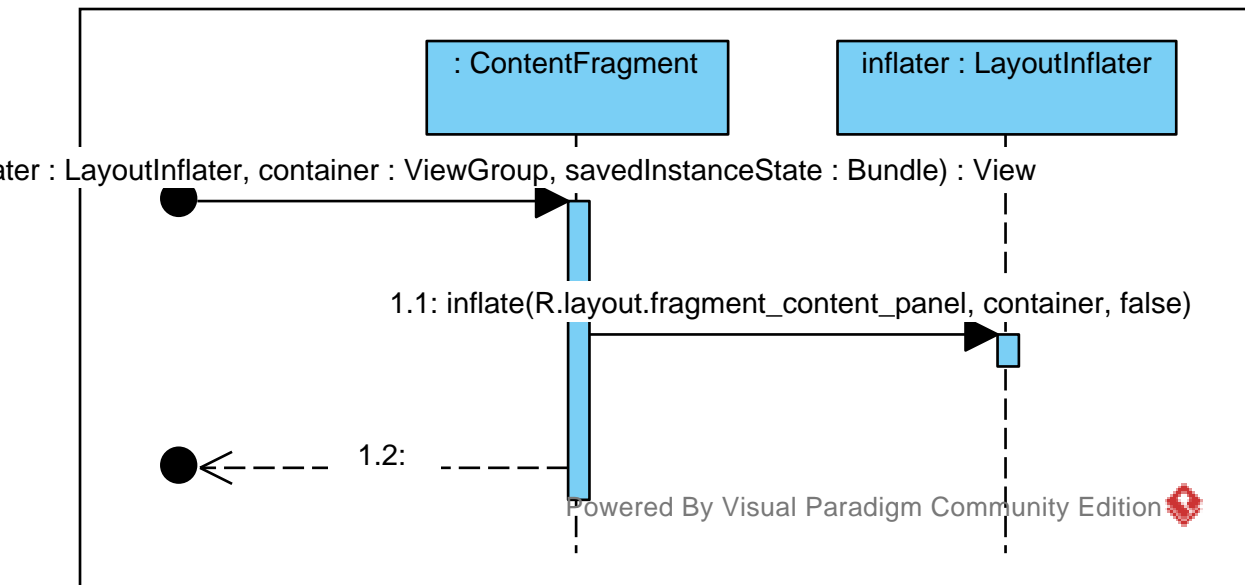 : ContentFragment
inflater : LayoutInflater
ater : LayoutInflater, container : ViewGroup, savedInstanceState : Bundle) : View
1.1: inflate(R.layout.fragment_content_panel, container, false)
1.2:
Powered By Visual Paradigm Community Edition